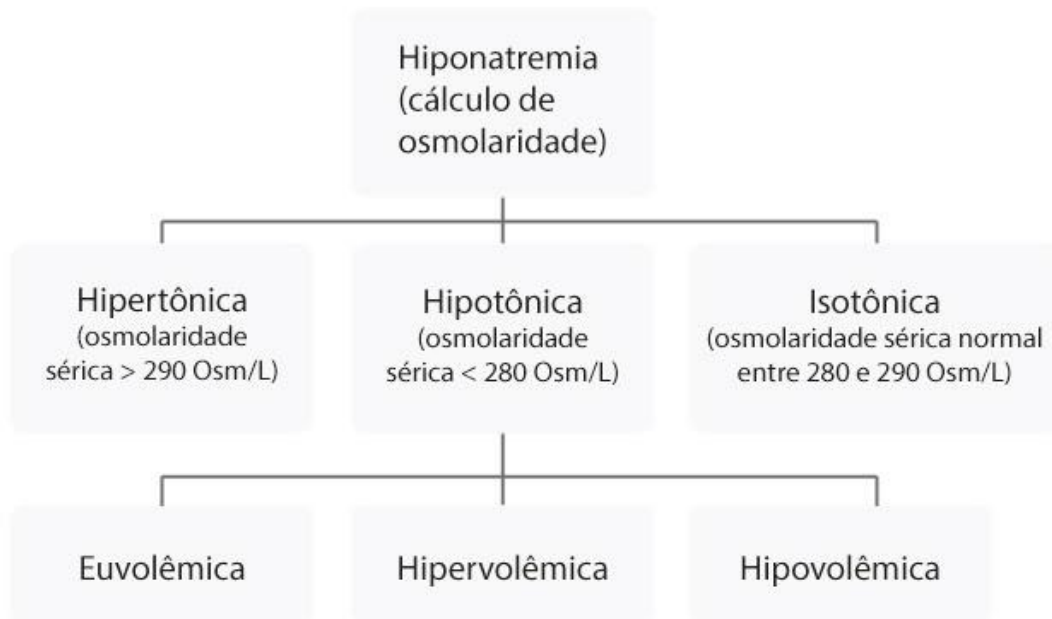 Hiponatremia
(cálculo de
osmolaridade)
Hipertônica
(osmolaridade
sérica > 290 Osm/L)
Hipotônica
(osmolaridade
sérica < 280 Osm/L)
Isotônica
(osmolaridade sérica normal
entre 280 e 290 Osm/L)
Euvolêmica
Hipervolêmica
Hipovolêmica